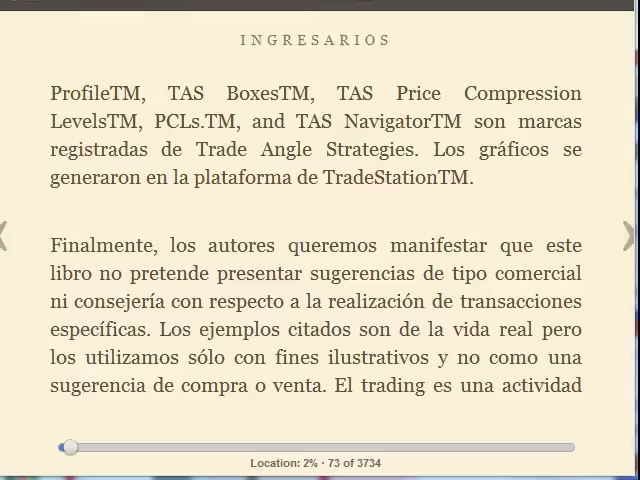 INGRESARIOS
ProfileTM, TAS BoxesTM, TAS Price Compression
LevelsTM, PCLs.TM, and TAS NavigatorTM son marcas
registradas de Trade Angle Strategies. Los gráficos se
generaron en la plataforma de TradeStationTM.
Finalmente, los autores queremos manifestar que este
libro no pretende presentar sugerencias de tipo comercial
ni consejería con respecto a la realización de transacciones
específicas. Los ejemplos citados son de la vida real pero
los utilizamos sólo con fines ilustrativos y no como una
sugerencia de compra o venta. El trading es una actividad
Location: 2% · 73 of 3734